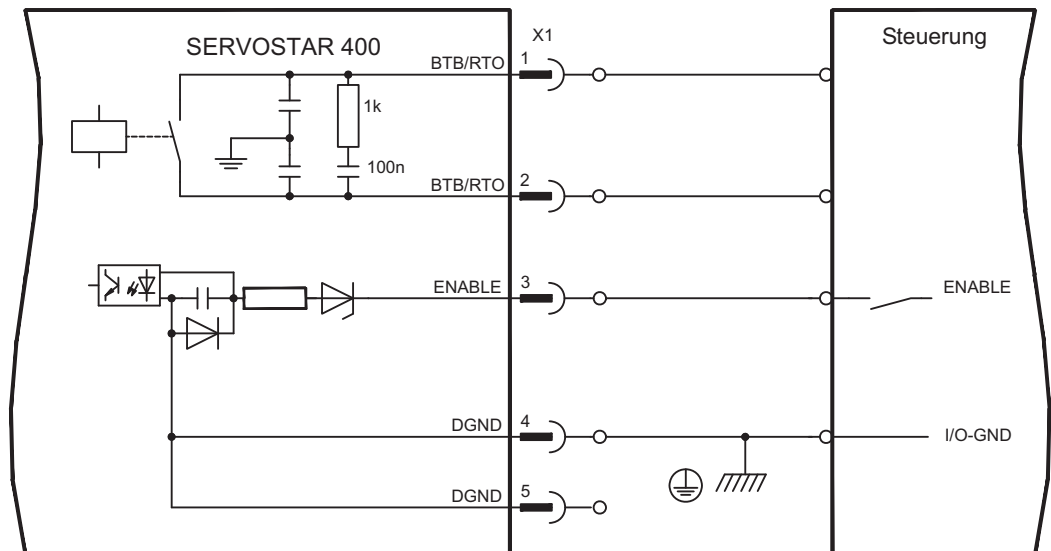 SERVOSTAR 400
X1
Steuerung
BTB/RTO
1
1k
100n
BTB/RTO
2
ENABLE
3
ENABLE
DGND
4
I/O-GND
DGND
5